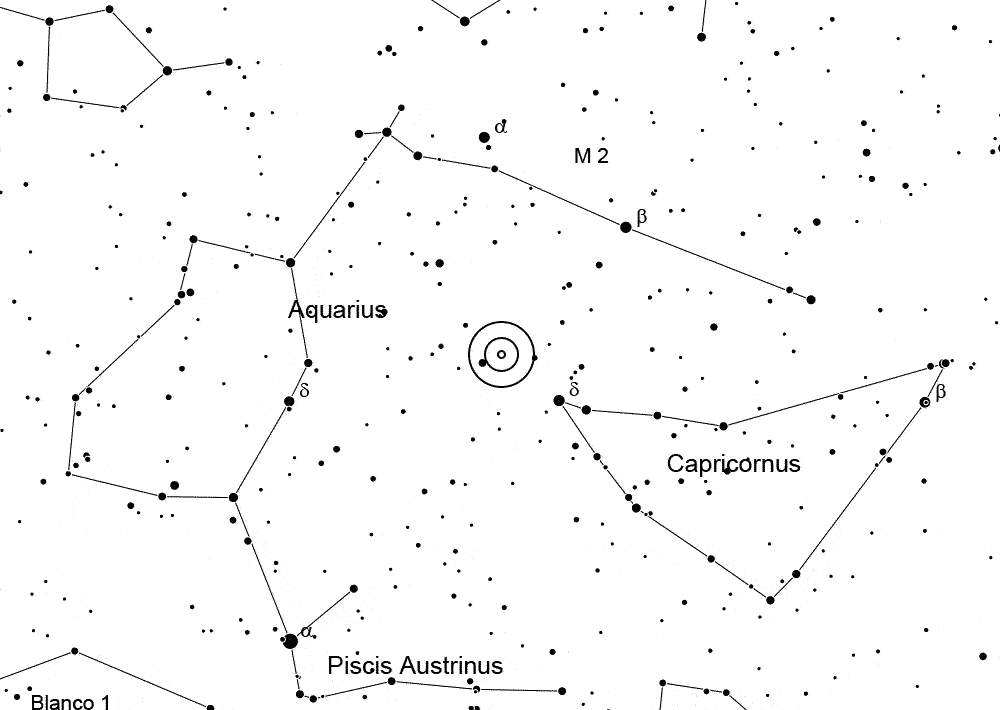 α
M 2
β
Aquarius
δ
δ
β
Capricornus
α
Piscis Austrinus
Blanco 1